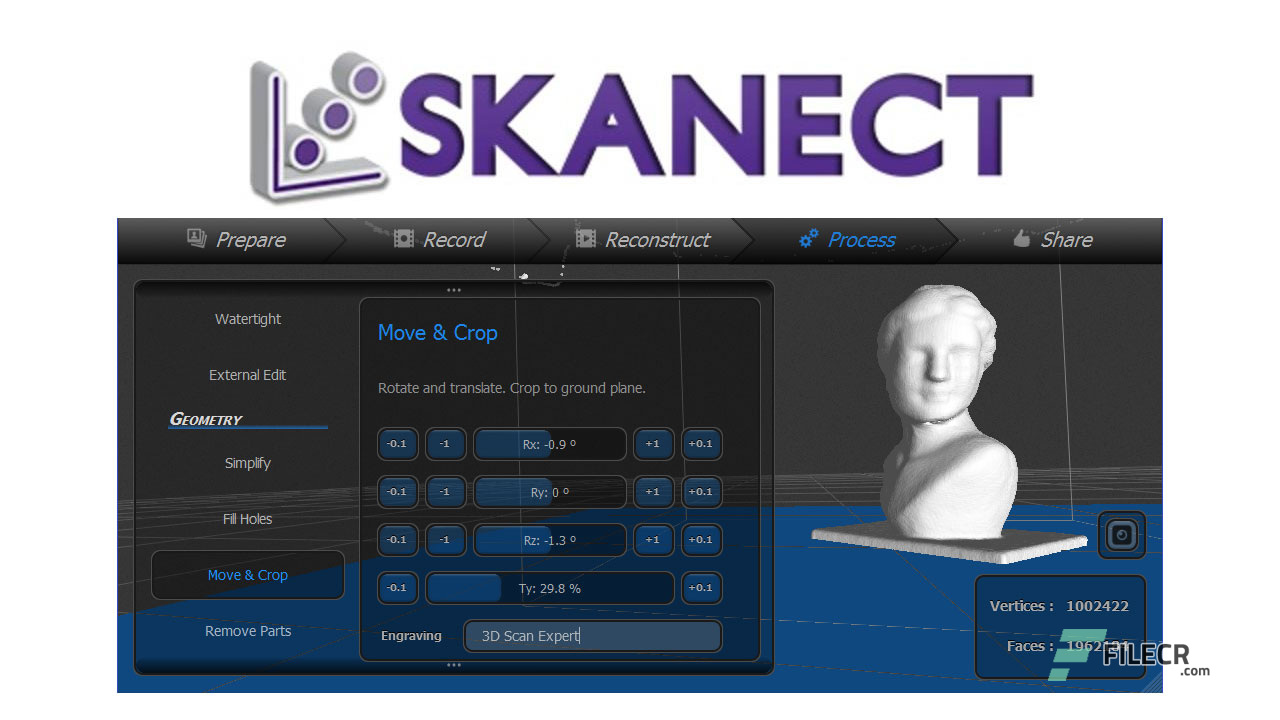 SKANECT
Prepare
Record
Reconstruct
Process
Share
Watertight
External Edit
GEOMETRY
Simplify
Fill Holes
Move & Crop
Remove Parts
Move & Crop
Rotate and translate. Crop to ground plane.
-0.1 -1 Rx: -0.9 º +1 +0.1
-0.1 -1 Ry: 0 º +1 +0.1
-0.1 -1 Rz: -1.3 º +1 +0.1
-0.1 Ty: 29.8 % +0.1
Engraving 3D Scan Expert
Vertices : 1002422
Faces :
FILECR
.com